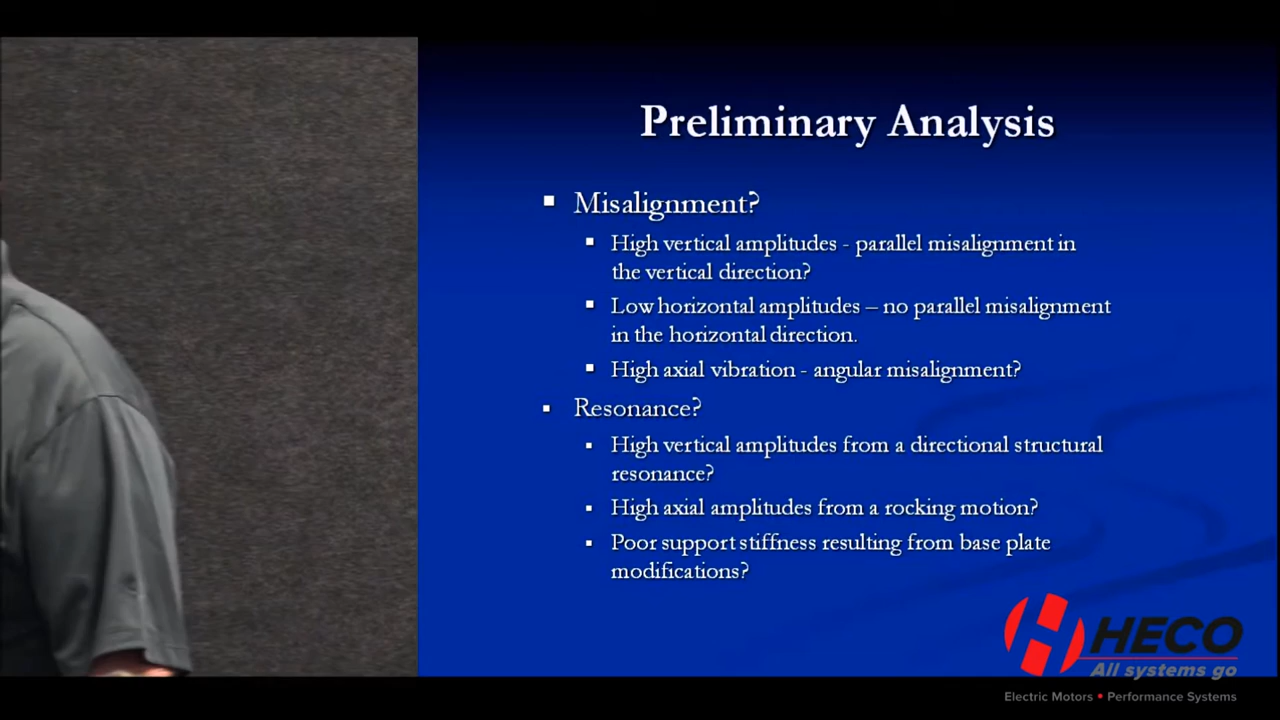 Preliminary Analysis
▪ Misalignment?
▪ High vertical amplitudes - parallel misalignment in
the vertical direction?
▪ Low horizontal amplitudes – no parallel misalignment
in the horizontal direction.
▪ High axial vibration - angular misalignment?
▪ Resonance?
▪ High vertical amplitudes from a directional structural
resonance?
▪ High axial amplitudes from a rocking motion?
▪ Poor support stiffness resulting from base plate
modifications?
HECO
All systems go
Electric Motors • Performance Systems